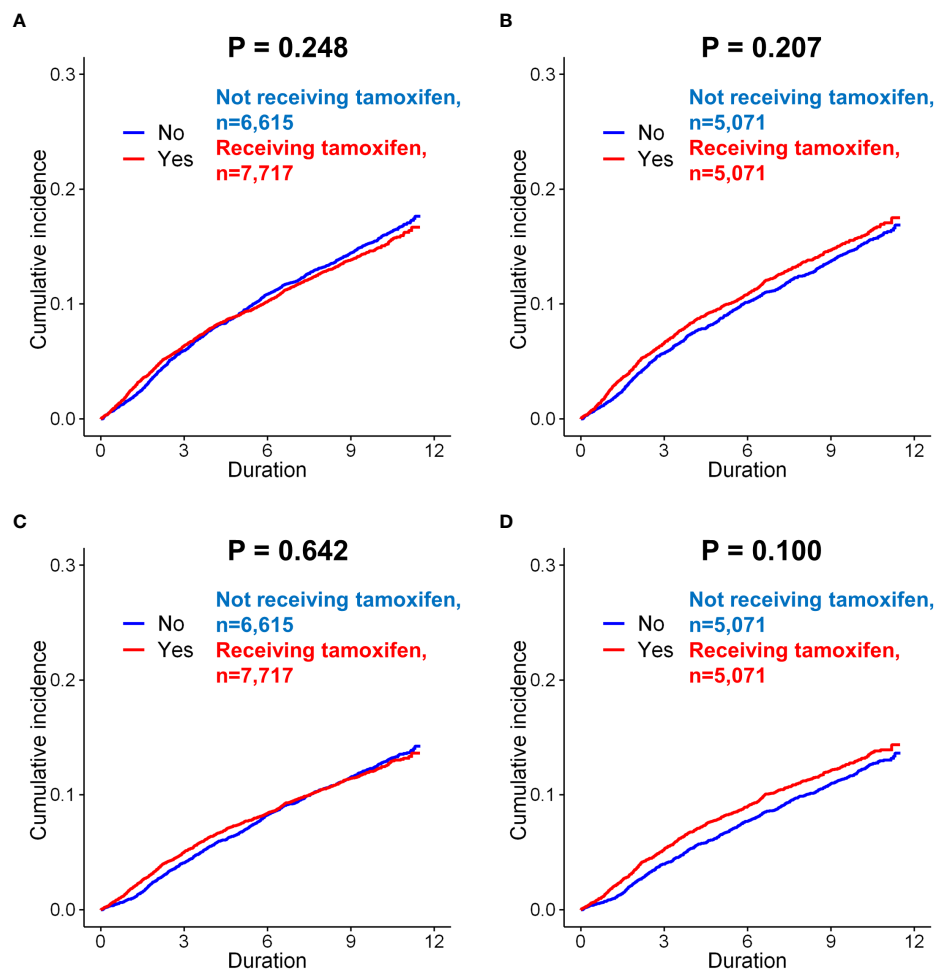 A
P = 0.248
0.3
0.2
0.1
0.0
Cumulative incidence
No
Yes
Not receiving tamoxifen,
n=6,615
Receiving tamoxifen,
n=7,717
0 3 6 9 12
Duration
B
P = 0.207
0.3
0.2
0.1
0.0
Cumulative incidence
No
Yes
Not receiving tamoxifen,
n=5,071
Receiving tamoxifen,
n=5,071
0 3 6 9 12
Duration
C
P = 0.642
0.3
0.2
0.1
0.0
Cumulative incidence
No
Yes
Not receiving tamoxifen,
n=6,615
Receiving tamoxifen,
n=7,717
0 3 6 9 12
Duration
D
P = 0.100
0.3
0.2
0.1
0.0
Cumulative incidence
No
Yes
Not receiving tamoxifen,
n=5,071
Receiving tamoxifen,
n=5,071
0 3 6 9 12
Duration